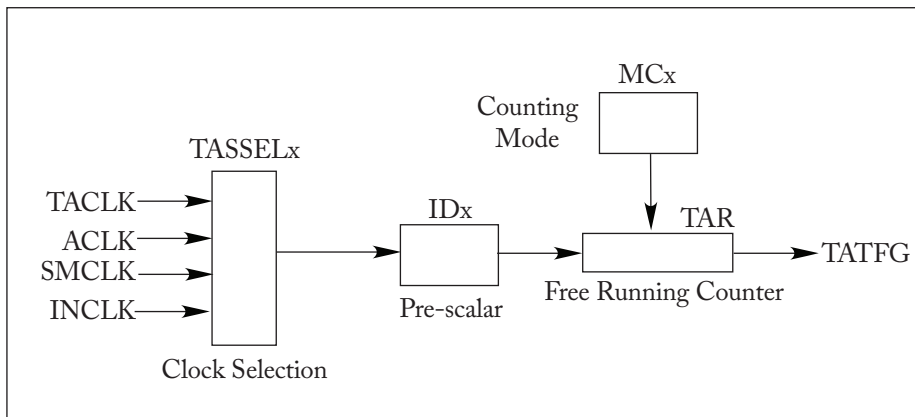 MCx
Counting
Mode
TASSELx
TACLK
ACLK
SMCLK
INCLK
Clock Selection
IDx
Pre-scalar
TAR
Free Running Counter
TATFG